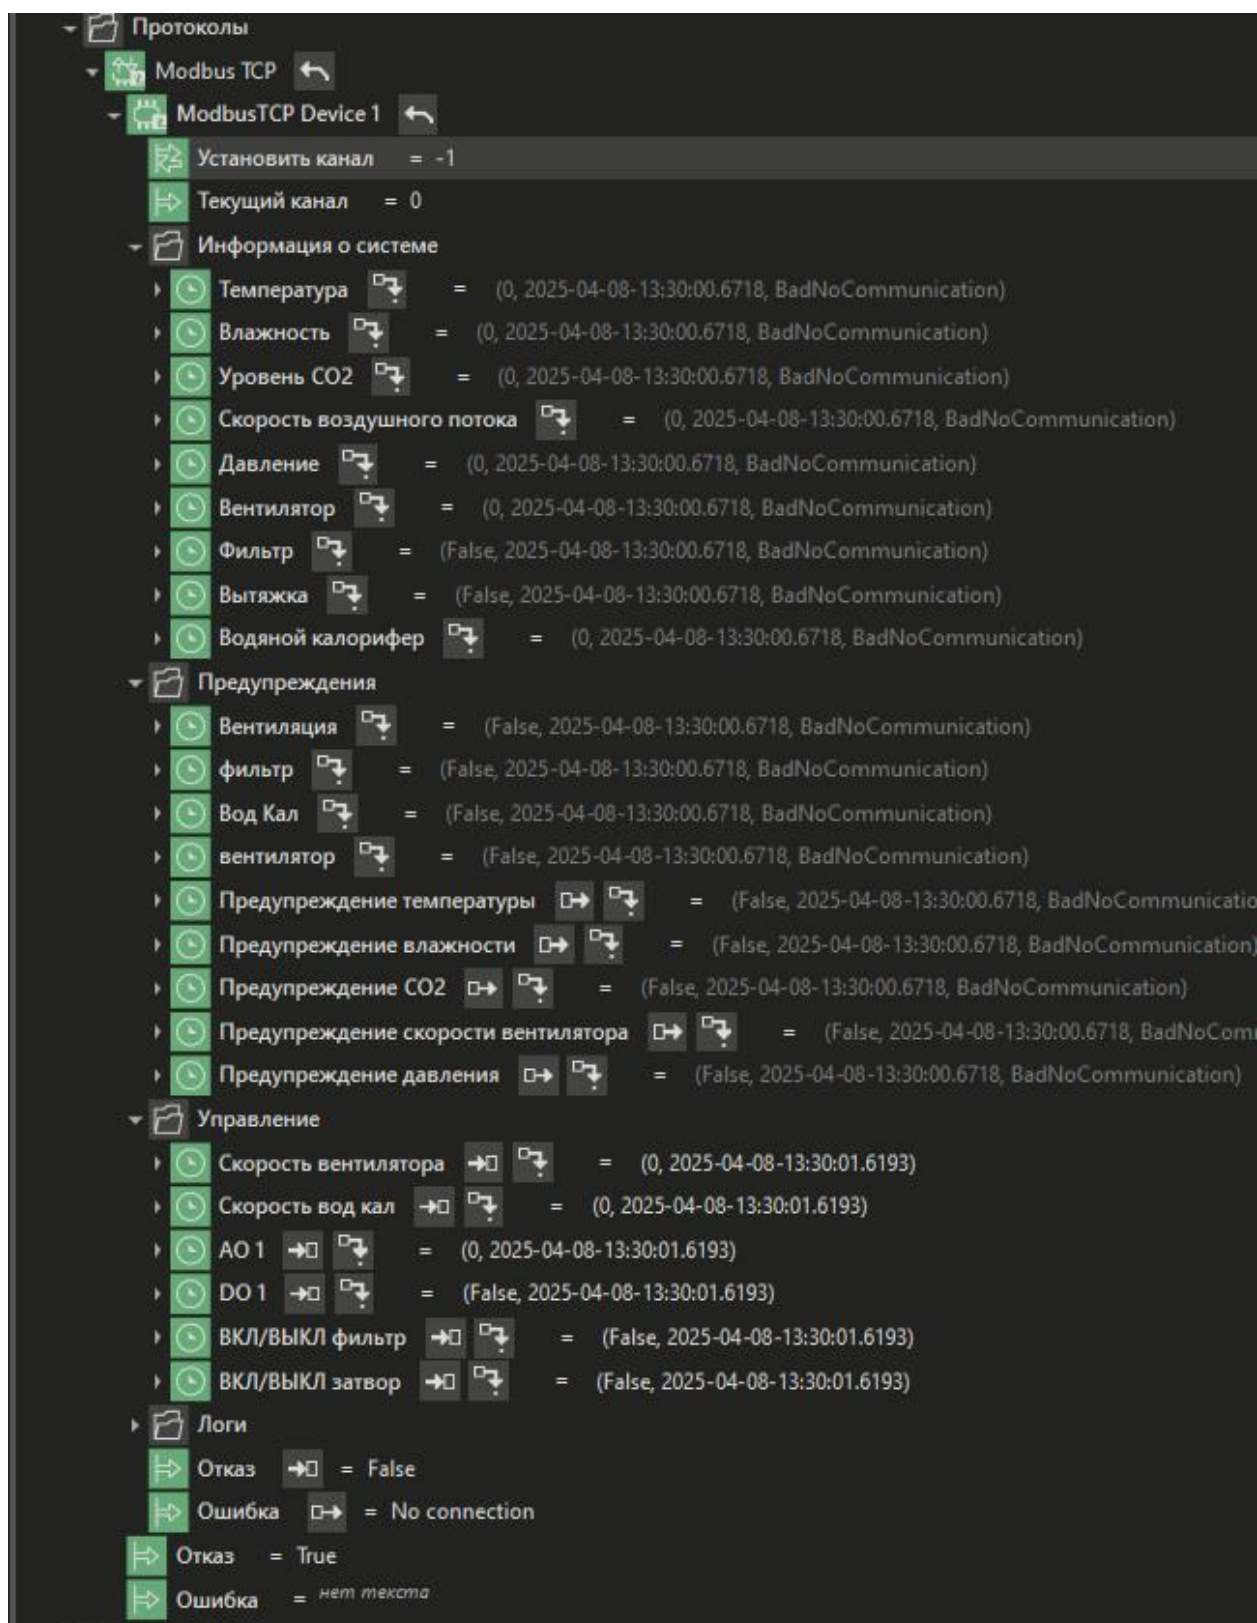 Протоколы
Modbus TCP
ModbusTCP Device 1
Установить канал = -1
Текущий канал = 0
Информация о системе
Температура = (0, 2025-04-08-13:30:00.6718, BadNoCommunication)
Влажность = (0, 2025-04-08-13:30:00.6718, BadNoCommunication)
Уровень CO2 = (0, 2025-04-08-13:30:00.6718, BadNoCommunication)
Скорость воздушного потока = (0, 2025-04-08-13:30:00.6718, BadNoCommunication)
Давление = (0, 2025-04-08-13:30:00.6718, BadNoCommunication)
Вентилятор = (0, 2025-04-08-13:30:00.6718, BadNoCommunication)
Фильтр = (False, 2025-04-08-13:30:00.6718, BadNoCommunication)
Вытяжка = (False, 2025-04-08-13:30:00.6718, BadNoCommunication)
Водяной калорифер = (0, 2025-04-08-13:30:00.6718, BadNoCommunication)
Предупреждения
Вентиляция = (False, 2025-04-08-13:30:00.6718, BadNoCommunication)
фильтр = (False, 2025-04-08-13:30:00.6718, BadNoCommunication)
Вод Кал = (False, 2025-04-08-13:30:00.6718, BadNoCommunication)
вентилятор = (False, 2025-04-08-13:30:00.6718, BadNoCommunication)
Предупреждение температуры = (False, 2025-04-08-13:30:00.6718, BadNoCommunicatio
Предупреждение влажности = (False, 2025-04-08-13:30:00.6718, BadNoCommunication)
Предупреждение CO2 = (False, 2025-04-08-13:30:00.6718, BadNoCommunication)
Предупреждение скорости вентилятора = (False, 2025-04-08-13:30:00.6718, BadNoCom
Предупреждение давления = (False, 2025-04-08-13:30:00.6718, BadNoCommunication)
Управление
Скорость вентилятора = (0, 2025-04-08-13:30:01.6193)
Скорость вод кал = (0, 2025-04-08-13:30:01.6193)
AO 1 = (0, 2025-04-08-13:30:01.6193)
DO 1 = (False, 2025-04-08-13:30:01.6193)
ВКЛ/ВЫКЛ фильтр = (False, 2025-04-08-13:30:01.6193)
ВКЛ/ВЫКЛ затвор = (False, 2025-04-08-13:30:01.6193)
Логи
Отказ = False
Ошибка = No connection
Отказ = True
Ошибка = нет текста